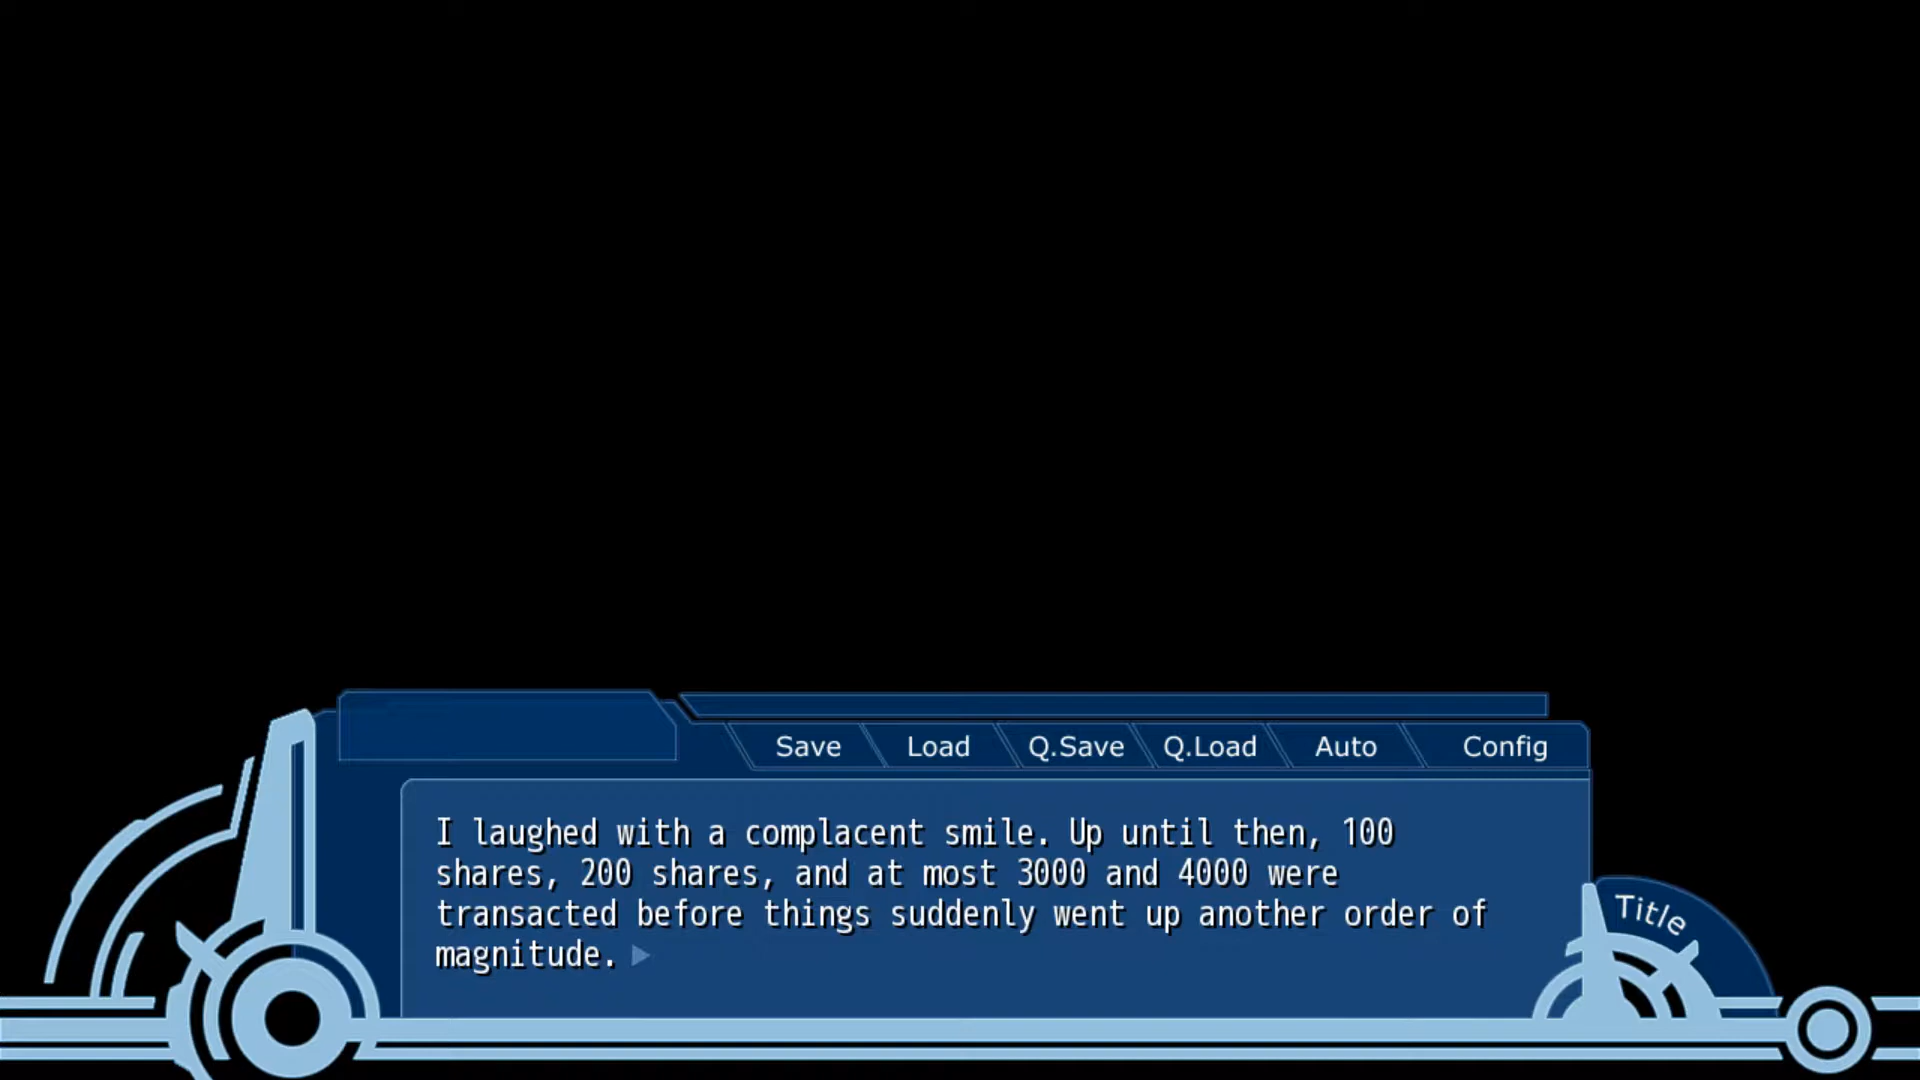 Save Load Q.Save Q.Load Auto Config
I laughed with a complacent smile. Up until then, 100
shares, 200 shares, and at most 3000 and 4000 were
transacted before things suddenly went up another order of
magnitude.
Title